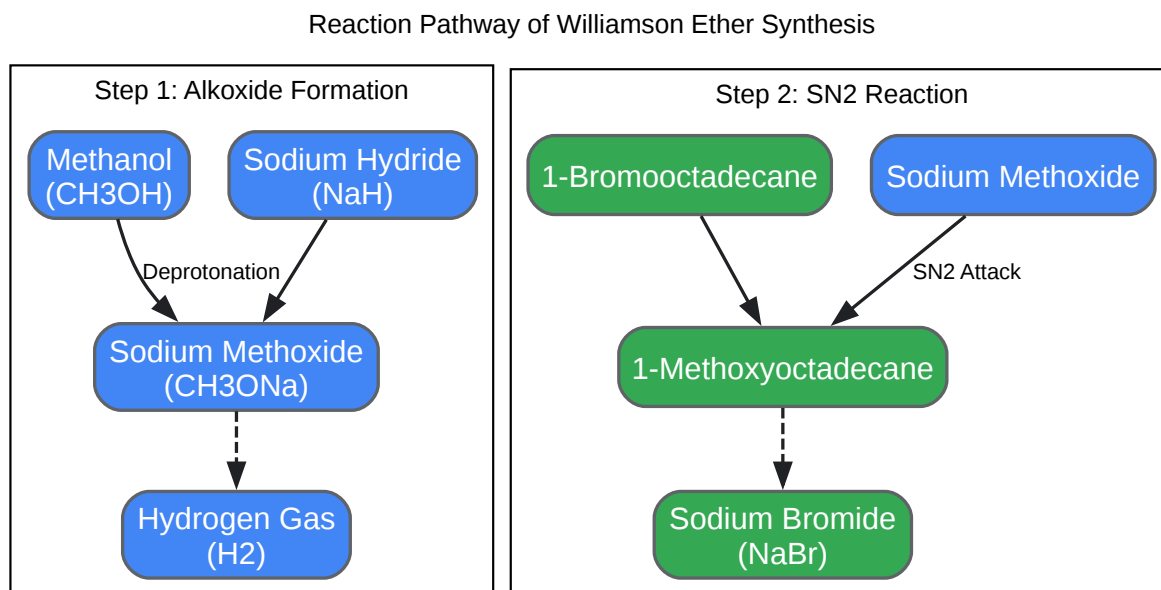 Reaction Pathway of Williamson Ether Synthesis
Step 1: Alkoxide Formation
Methanol
(CH3OH)
Sodium Hydride
(NaH)
Deprotonation
Sodium Methoxide
(CH3ONa)
Hydrogen Gas
(H2)
Step 2: SN2 Reaction
1-Bromooctadecane
Sodium Methoxide
SN2 Attack
1-Methoxyoctadecane
Sodium Bromide
(NaBr)